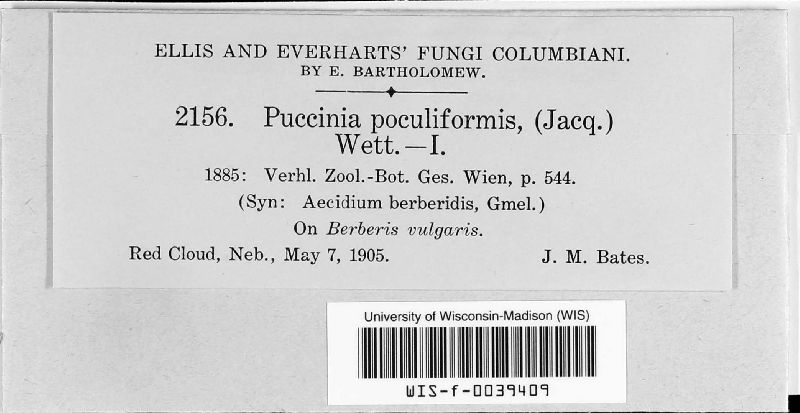 ELLIS AND EVERHARTS' FUNGI COLUMBIANI.
BY E. BARTHOLOMEW.
2156. Puccinia poculiformis, (Jacq.)
Wett.—I.
1885: Verhl. Zool.-Bot. Ges. Wien, p. 544.
(Syn: Aecidium berberidis, Gmel.)
On Berberis vulgaris.
Red Cloud, Neb., May 7, 1905. J. M. Bates.
University of Wisconsin-Madison (WIS)
WIS-f-0039409